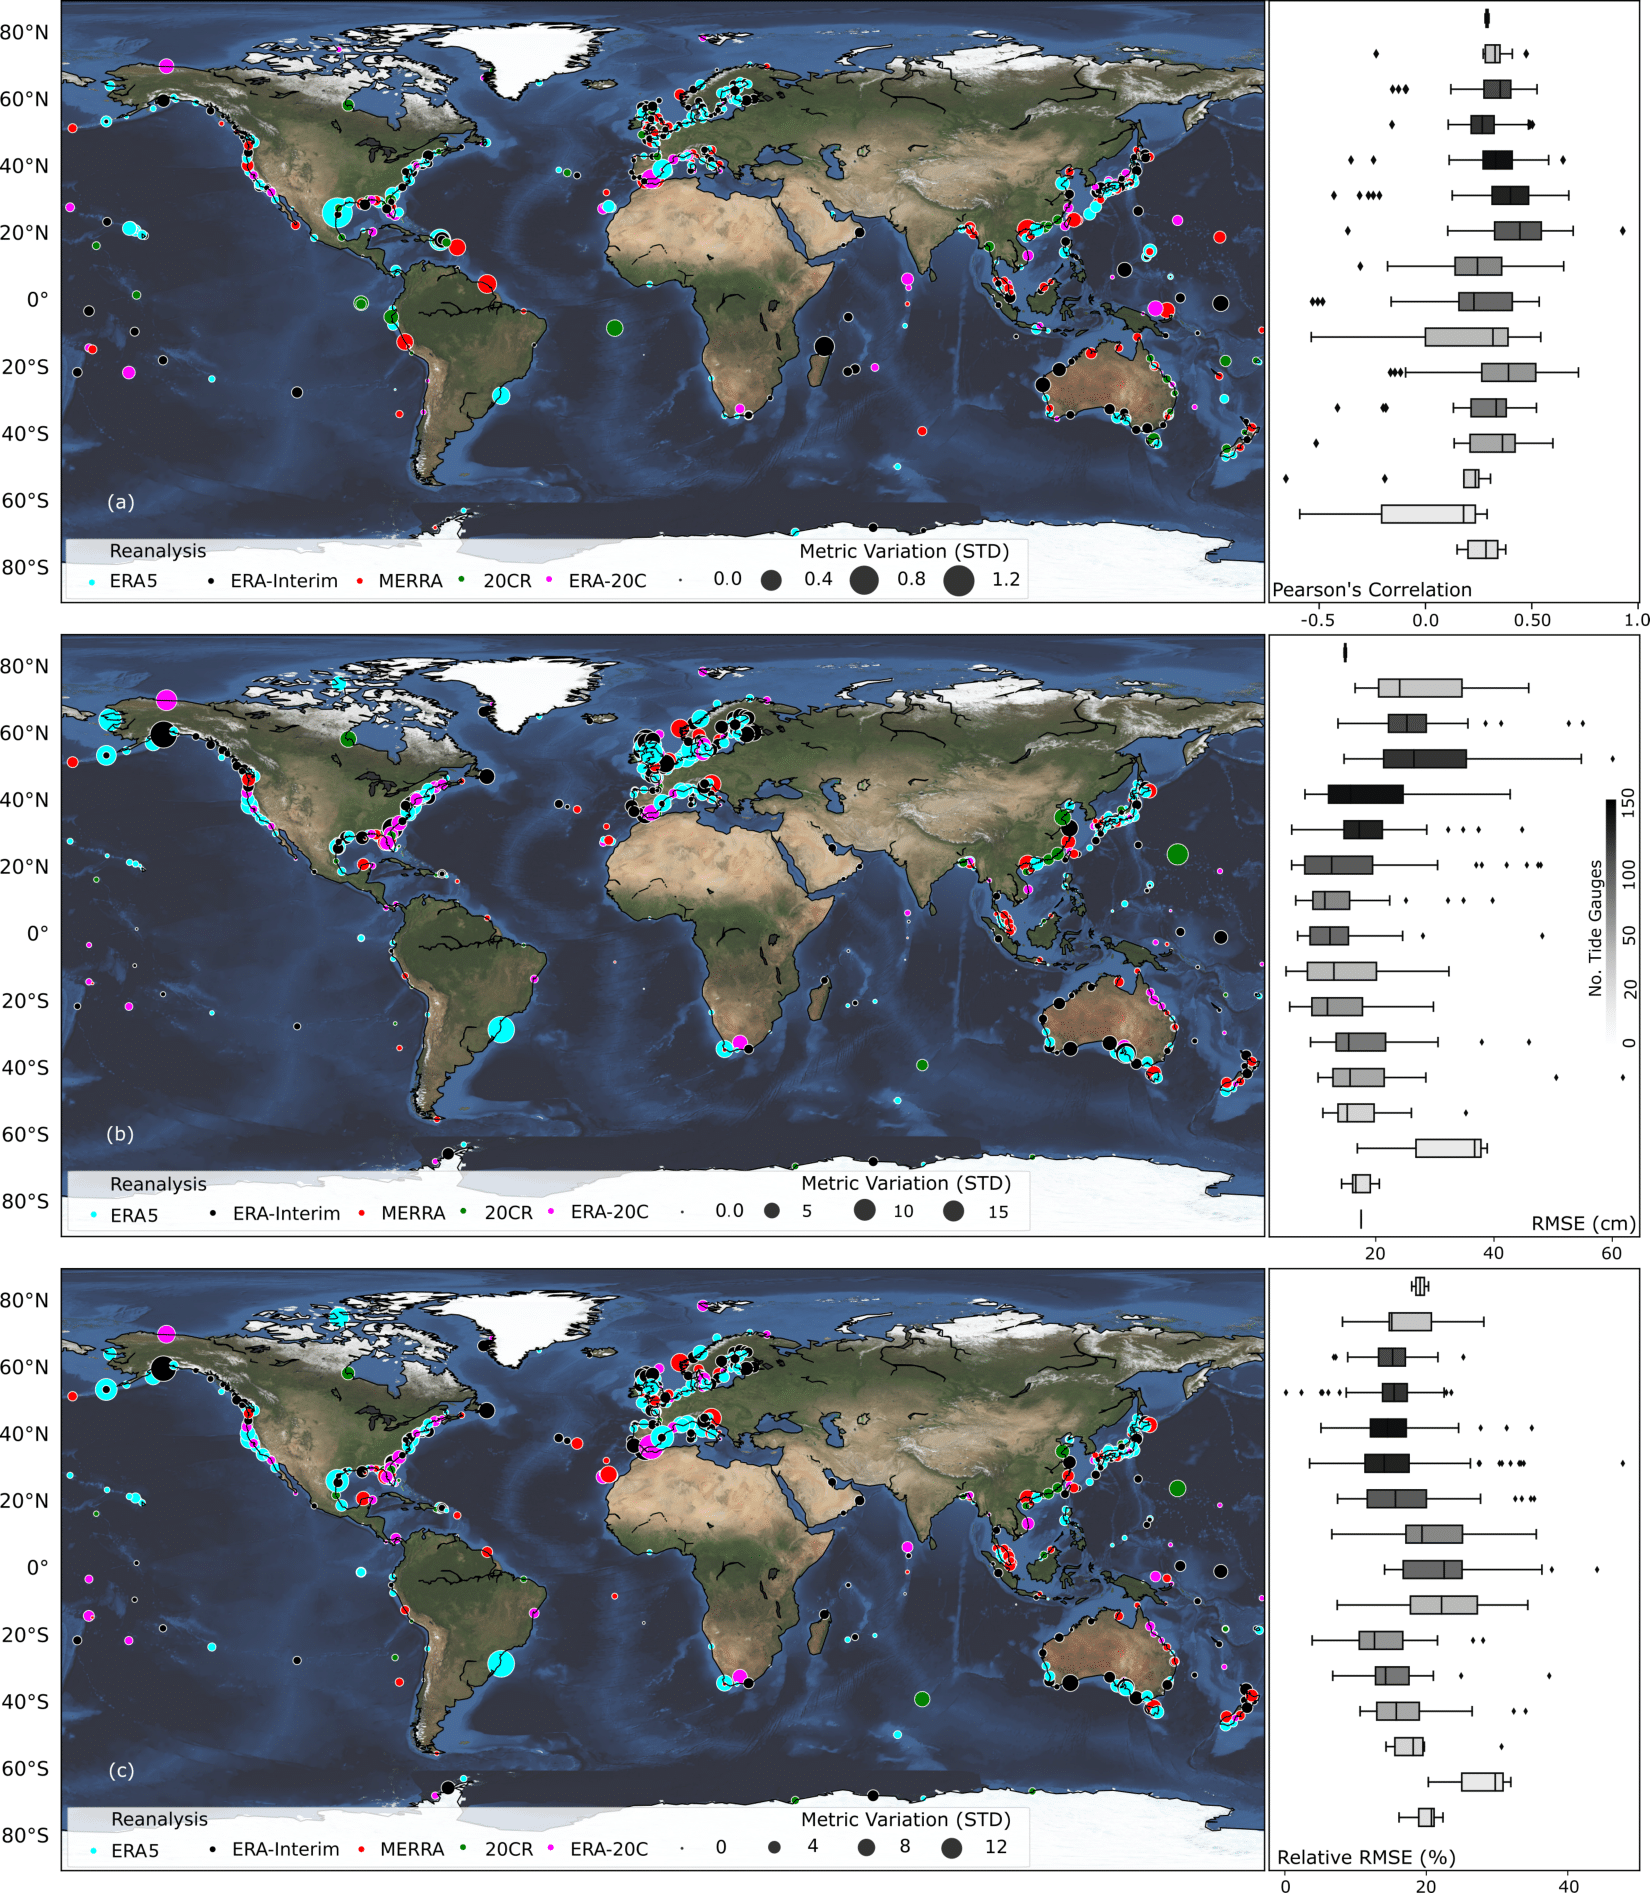 80°N
60°N
40°N
20°N
0°
20°S
40°S
60°S
80°S
(a)
Reanalysis
Metric Variation (STD)
ERA5 ERA-Interim MERRA 20CR ERA-20C 0.0 0.4 0.8 1.2
Pearson's Correlation
-0.5 0.0 0.50 1.0
80°N
60°N
40°N
20°N
0°
20°S
40°S
60°S
80°S
(b)
Reanalysis
Metric Variation (STD)
ERA5 ERA-Interim MERRA 20CR ERA-20C 0.0 5 10 15
No. Tide Gauges
0 20 50 100 150
RMSE (cm)
20 40 60
80°N
60°N
40°N
20°N
0°
20°S
40°S
60°S
80°S
(c)
Reanalysis
Metric Variation (STD)
ERA5 ERA-Interim MERRA 20CR ERA-20C 0 4 8 12
Relative RMSE (%)
0 20 40